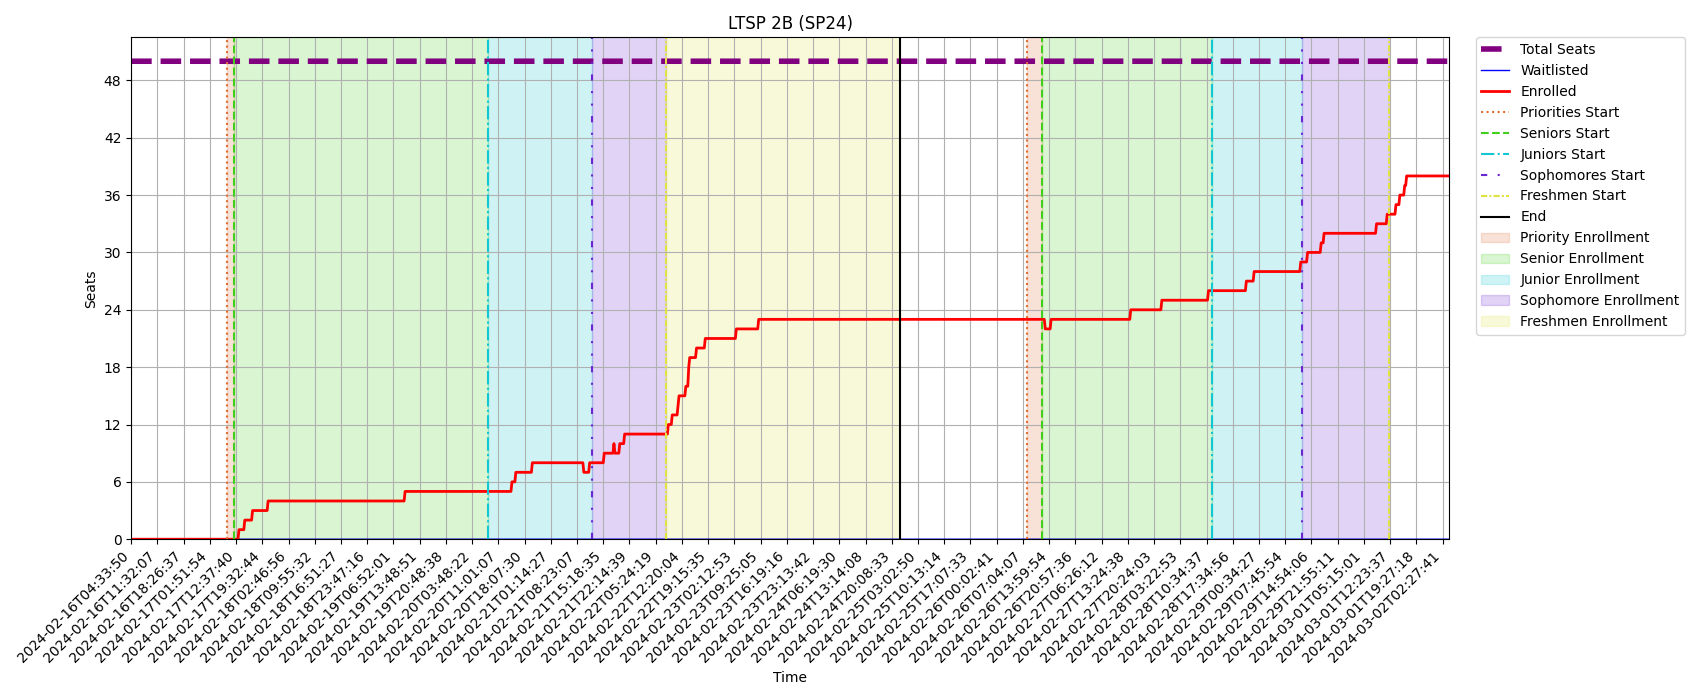 LTSP 2B (SP24)
Seats
48
42
36
30
24
18
12
6
0
2024-02-16T04:33:50
2024-02-16T11:32:07
2024-02-16T18:26:37
2024-02-17T01:51:54
2024-02-17T12:37:40
2024-02-17T19:32:44
2024-02-18T02:46:56
2024-02-18T09:55:32
2024-02-18T16:51:27
2024-02-18T23:47:16
2024-02-19T06:52:01
2024-02-19T13:48:51
2024-02-19T20:48:38
2024-02-20T03:48:22
2024-02-20T11:01:07
2024-02-20T18:07:30
2024-02-21T01:14:27
2024-02-21T08:23:07
2024-02-21T15:18:35
2024-02-21T22:14:39
2024-02-22T05:24:19
2024-02-22T12:20:04
2024-02-22T19:15:35
2024-02-23T02:12:53
2024-02-23T09:25:05
2024-02-23T16:19:16
2024-02-23T23:13:42
2024-02-24T06:19:30
2024-02-24T13:14:08
2024-02-24T20:08:33
2024-02-25T03:02:50
2024-02-25T10:13:14
2024-02-25T17:07:33
2024-02-26T00:02:41
2024-02-26T07:04:07
2024-02-26T13:59:54
2024-02-26T20:57:36
2024-02-27T06:26:12
2024-02-27T13:24:38
2024-02-27T20:24:03
2024-02-28T03:22:53
2024-02-28T10:34:37
2024-02-28T17:34:56
2024-02-29T00:34:27
2024-02-29T07:45:54
2024-02-29T14:54:06
2024-02-29T21:55:11
2024-03-01T05:15:01
2024-03-01T12:23:37
2024-03-01T19:27:18
2024-03-02T02:27:41
Time
Total Seats
Waitlisted
Enrolled
Priorities Start
Seniors Start
Juniors Start
Sophomores Start
Freshmen Start
End
Priority Enrollment
Senior Enrollment
Junior Enrollment
Sophomore Enrollment
Freshmen Enrollment